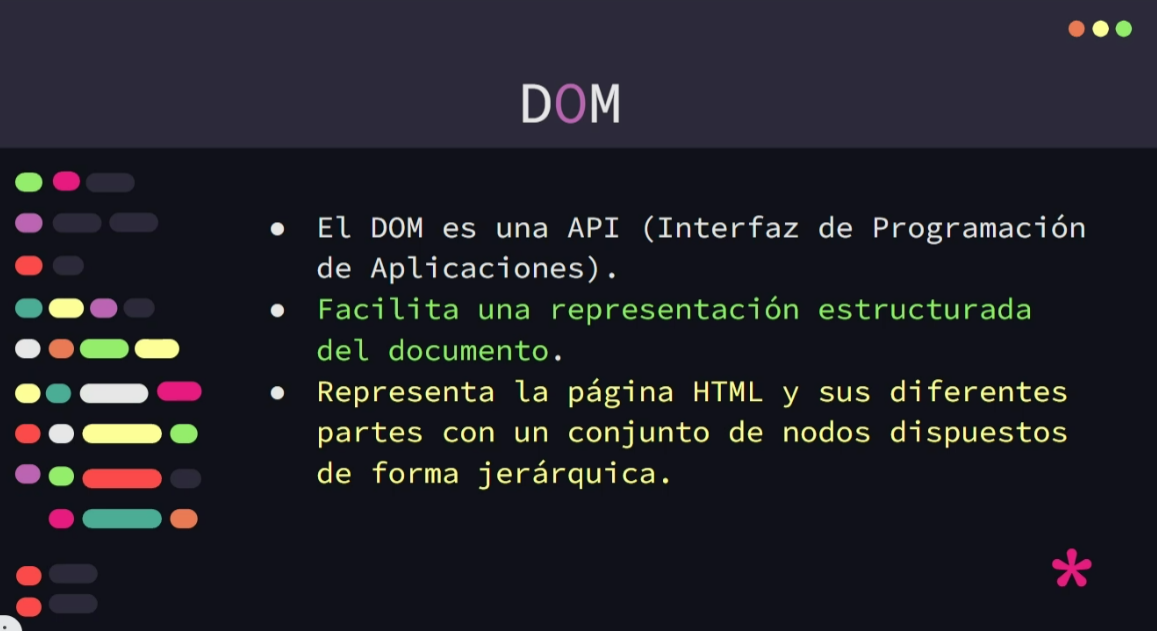 DOM
● El DOM es una API (Interfaz de Programación
de Aplicaciones).
● Facilita una representación estructurada
del documento.
● Representa la página HTML y sus diferentes
partes con un conjunto de nodos dispuestos
de forma jerárquica.
*